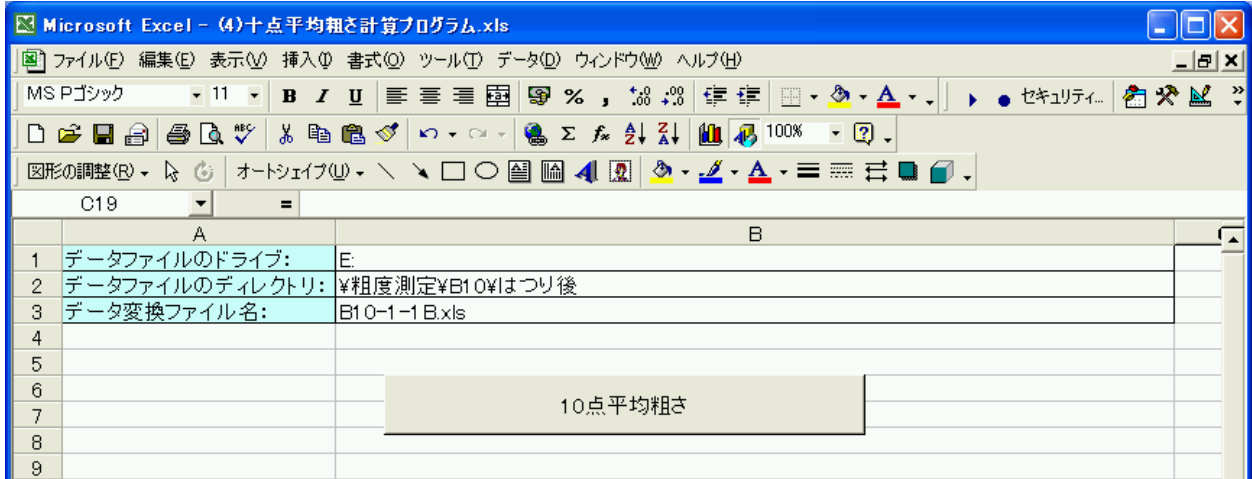 Microsoft Excel - (4)十点平均粗さ計算プログラム.xls
ファイル(F) 編集(E) 表示(V) 挿入(I) 書式(O) ツール(T) データ(D) ウィンドウ(W) ヘルプ(H)
MS Pゴシック 11 B I U % , セキュリティ...
100%
図形の調整(R) オートシェイプ(U)
C19 =
A B
1 データファイルのドライブ: E:
2 データファイルのディレクトリ: ¥粗度測定¥B10¥はつり後
3 データ変換ファイル名: B10-1-1B.xls
4
5
6
10点平均粗さ
7
8
9